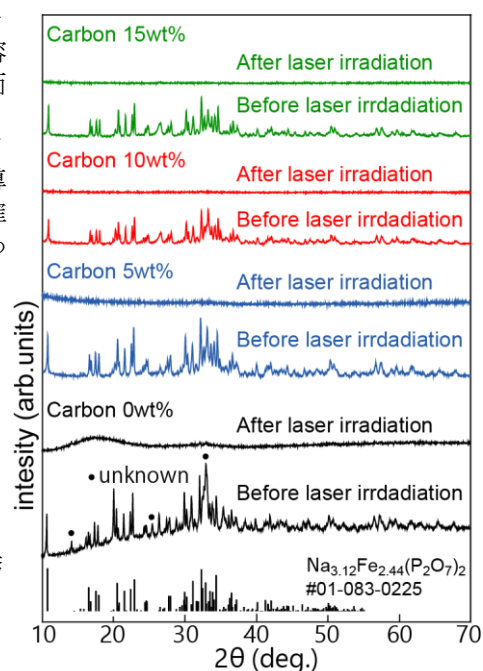 Carbon 15wt%
After laser irradiation
Before laser irrdadiation
Carbon 10wt%
After laser irradiation
Before laser irrdadiation
Carbon 5wt%
After laser irradiation
Before laser irrdadiation
Carbon 0wt%
After laser irradiation
•unknown
Before laser irrdadiation
Na3.12Fe2.44(P2O7)2
#01-083-0225
10 20 30 40 50 60 70
2θ (deg.)
intesity (arb.units)